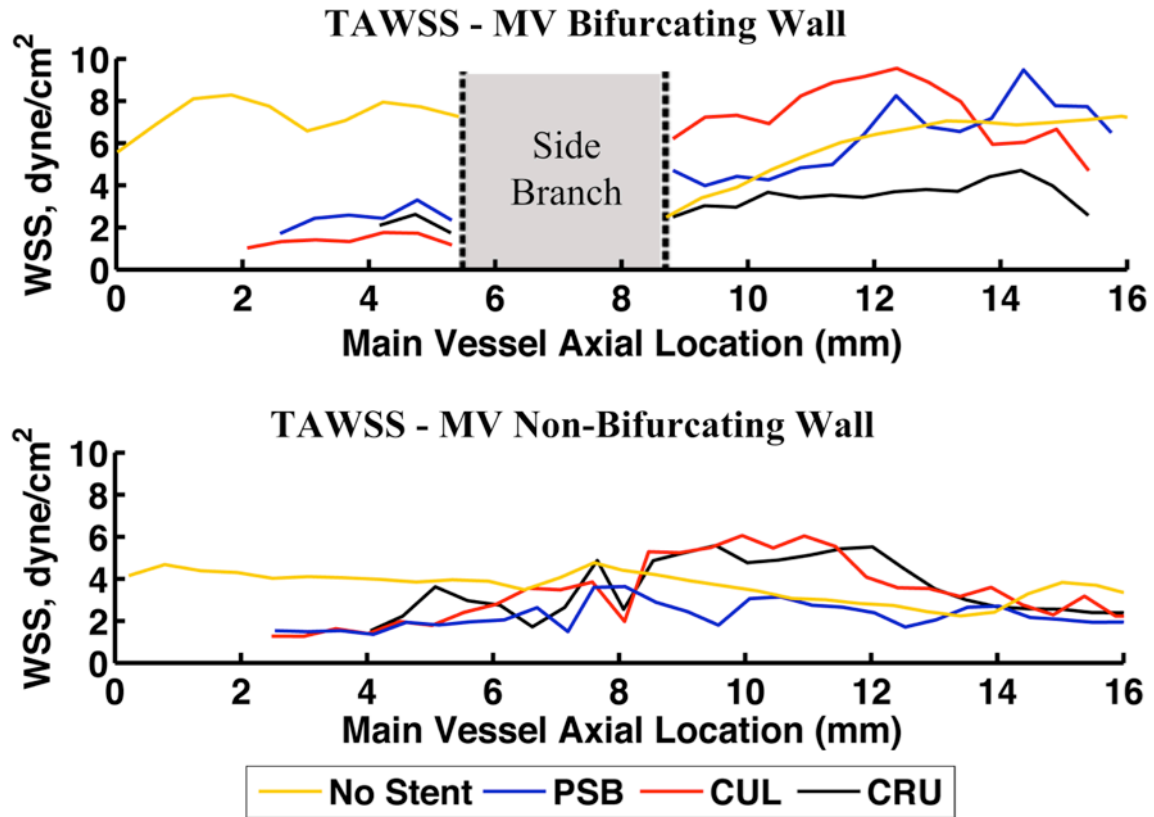 TAWSS - MV Bifurcating Wall
WSS, dyne/cm²
10
8
6
4
2
0
Side
Branch
0 2 4 6 8 10 12 14 16
Main Vessel Axial Location (mm)
TAWSS - MV Non-Bifurcating Wall
WSS, dyne/cm²
10
8
6
4
2
0
0 2 4 6 8 10 12 14 16
Main Vessel Axial Location (mm)
No Stent PSB CUL CRU